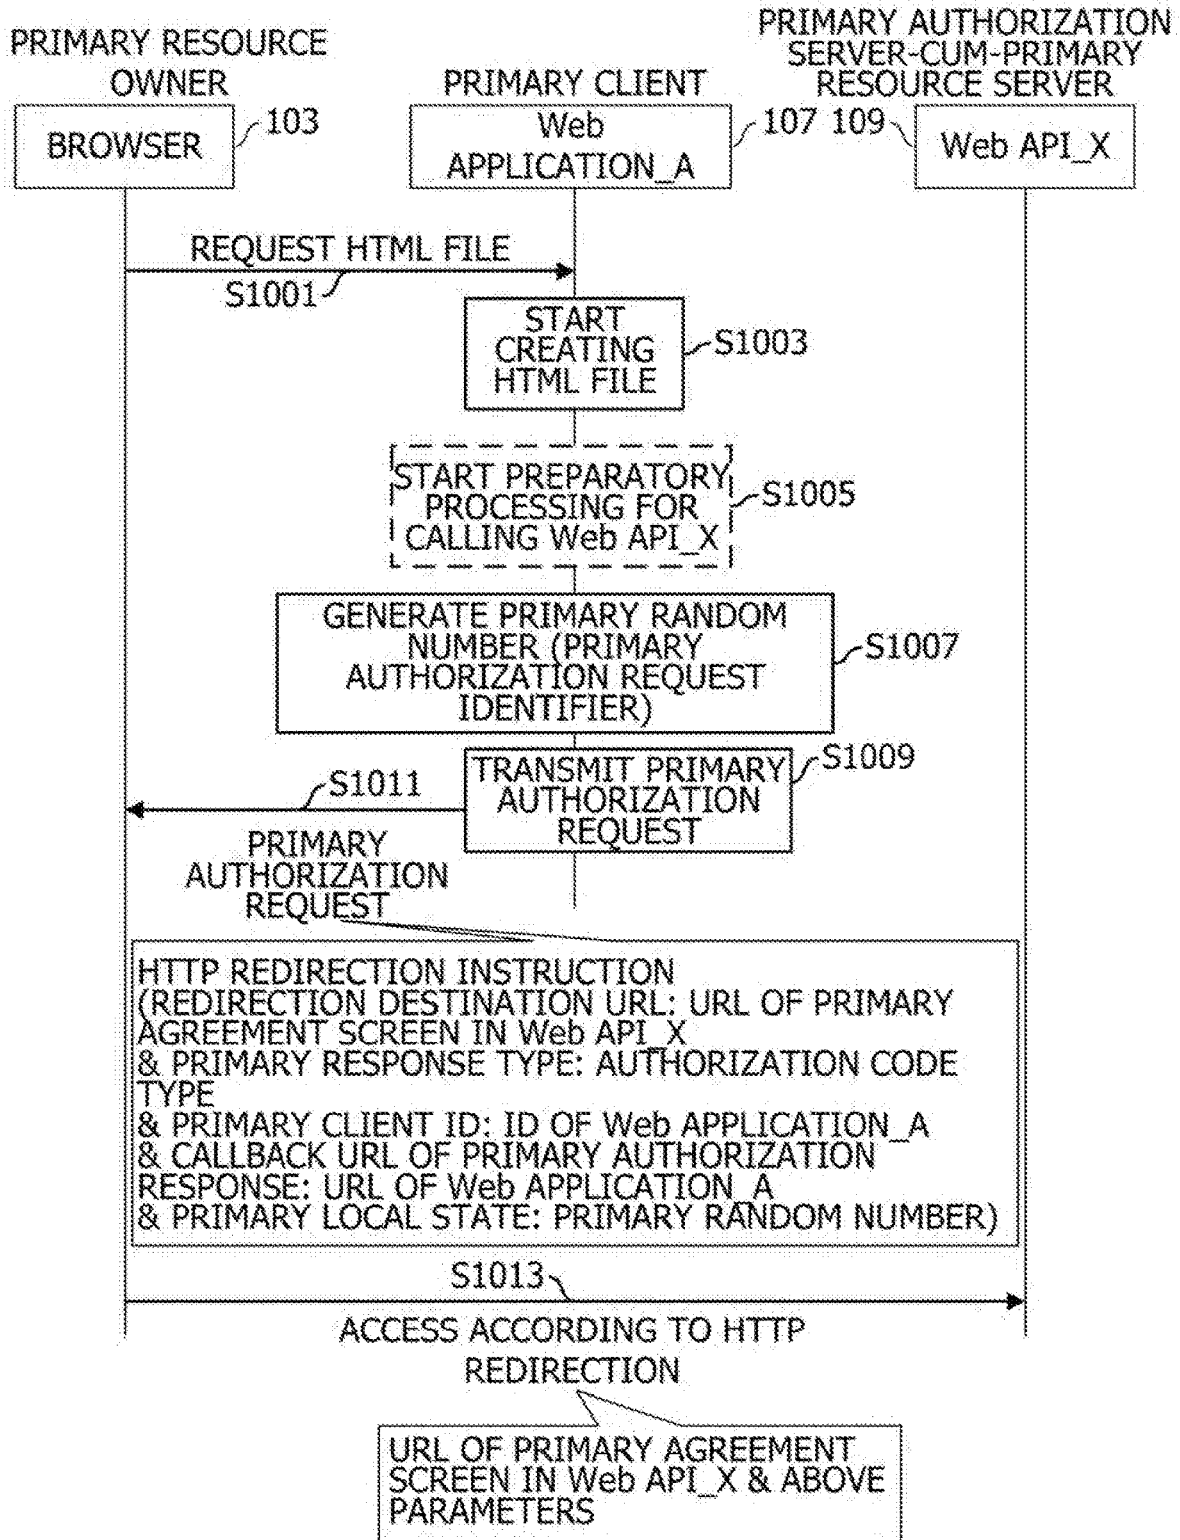 PRIMARY RESOURCE
OWNER
PRIMARY CLIENT
PRIMARY AUTHORIZATION
SERVER-CUM-PRIMARY
RESOURCE SERVER
BROWSER
103
Web
APPLICATION_A
107
109
Web API_X
REQUEST HTML FILE
S1001
START
CREATING
HTML FILE
S1003
START PREPARATORY
PROCESSING FOR
CALLING Web API_X
S1005
GENERATE PRIMARY RANDOM
NUMBER (PRIMARY
AUTHORIZATION REQUEST
IDENTIFIER)
S1007
TRANSMIT PRIMARY
AUTHORIZATION
REQUEST
S1009
S1011
PRIMARY
AUTHORIZATION
REQUEST
HTTP REDIRECTION INSTRUCTION
(REDIRECTION DESTINATION URL: URL OF PRIMARY
AGREEMENT SCREEN IN Web API_X
& PRIMARY RESPONSE TYPE: AUTHORIZATION CODE
TYPE
& PRIMARY CLIENT ID: ID OF Web APPLICATION_A
& CALLBACK URL OF PRIMARY AUTHORIZATION
RESPONSE: URL OF Web APPLICATION_A
& PRIMARY LOCAL STATE: PRIMARY RANDOM NUMBER)
S1013
ACCESS ACCORDING TO HTTP
REDIRECTION
URL OF PRIMARY AGREEMENT
SCREEN IN Web API_X & ABOVE
PARAMETERS